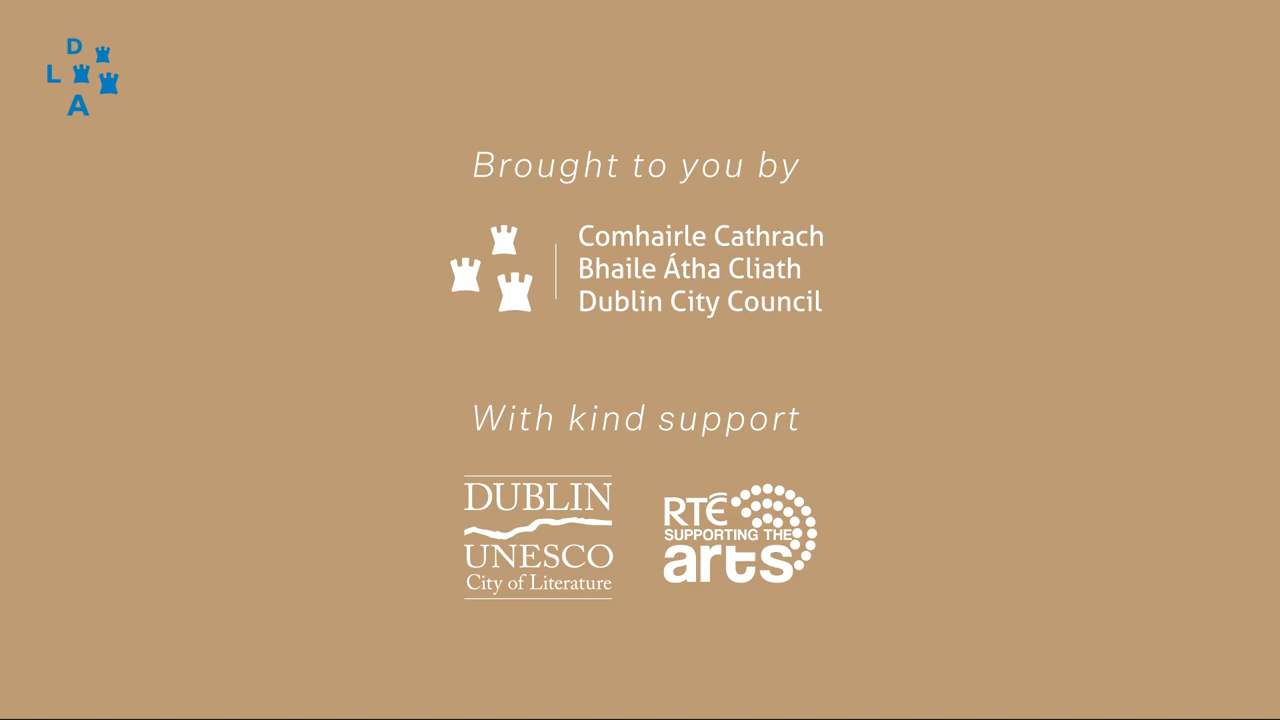 D
L
A
Brought to you by
Comhairle Cathrach
Bhaile Átha Cliath
Dublin City Council
With kind support
DUBLIN
UNESCO
City of Literature
RTÉ
SUPPORTING THE
arts